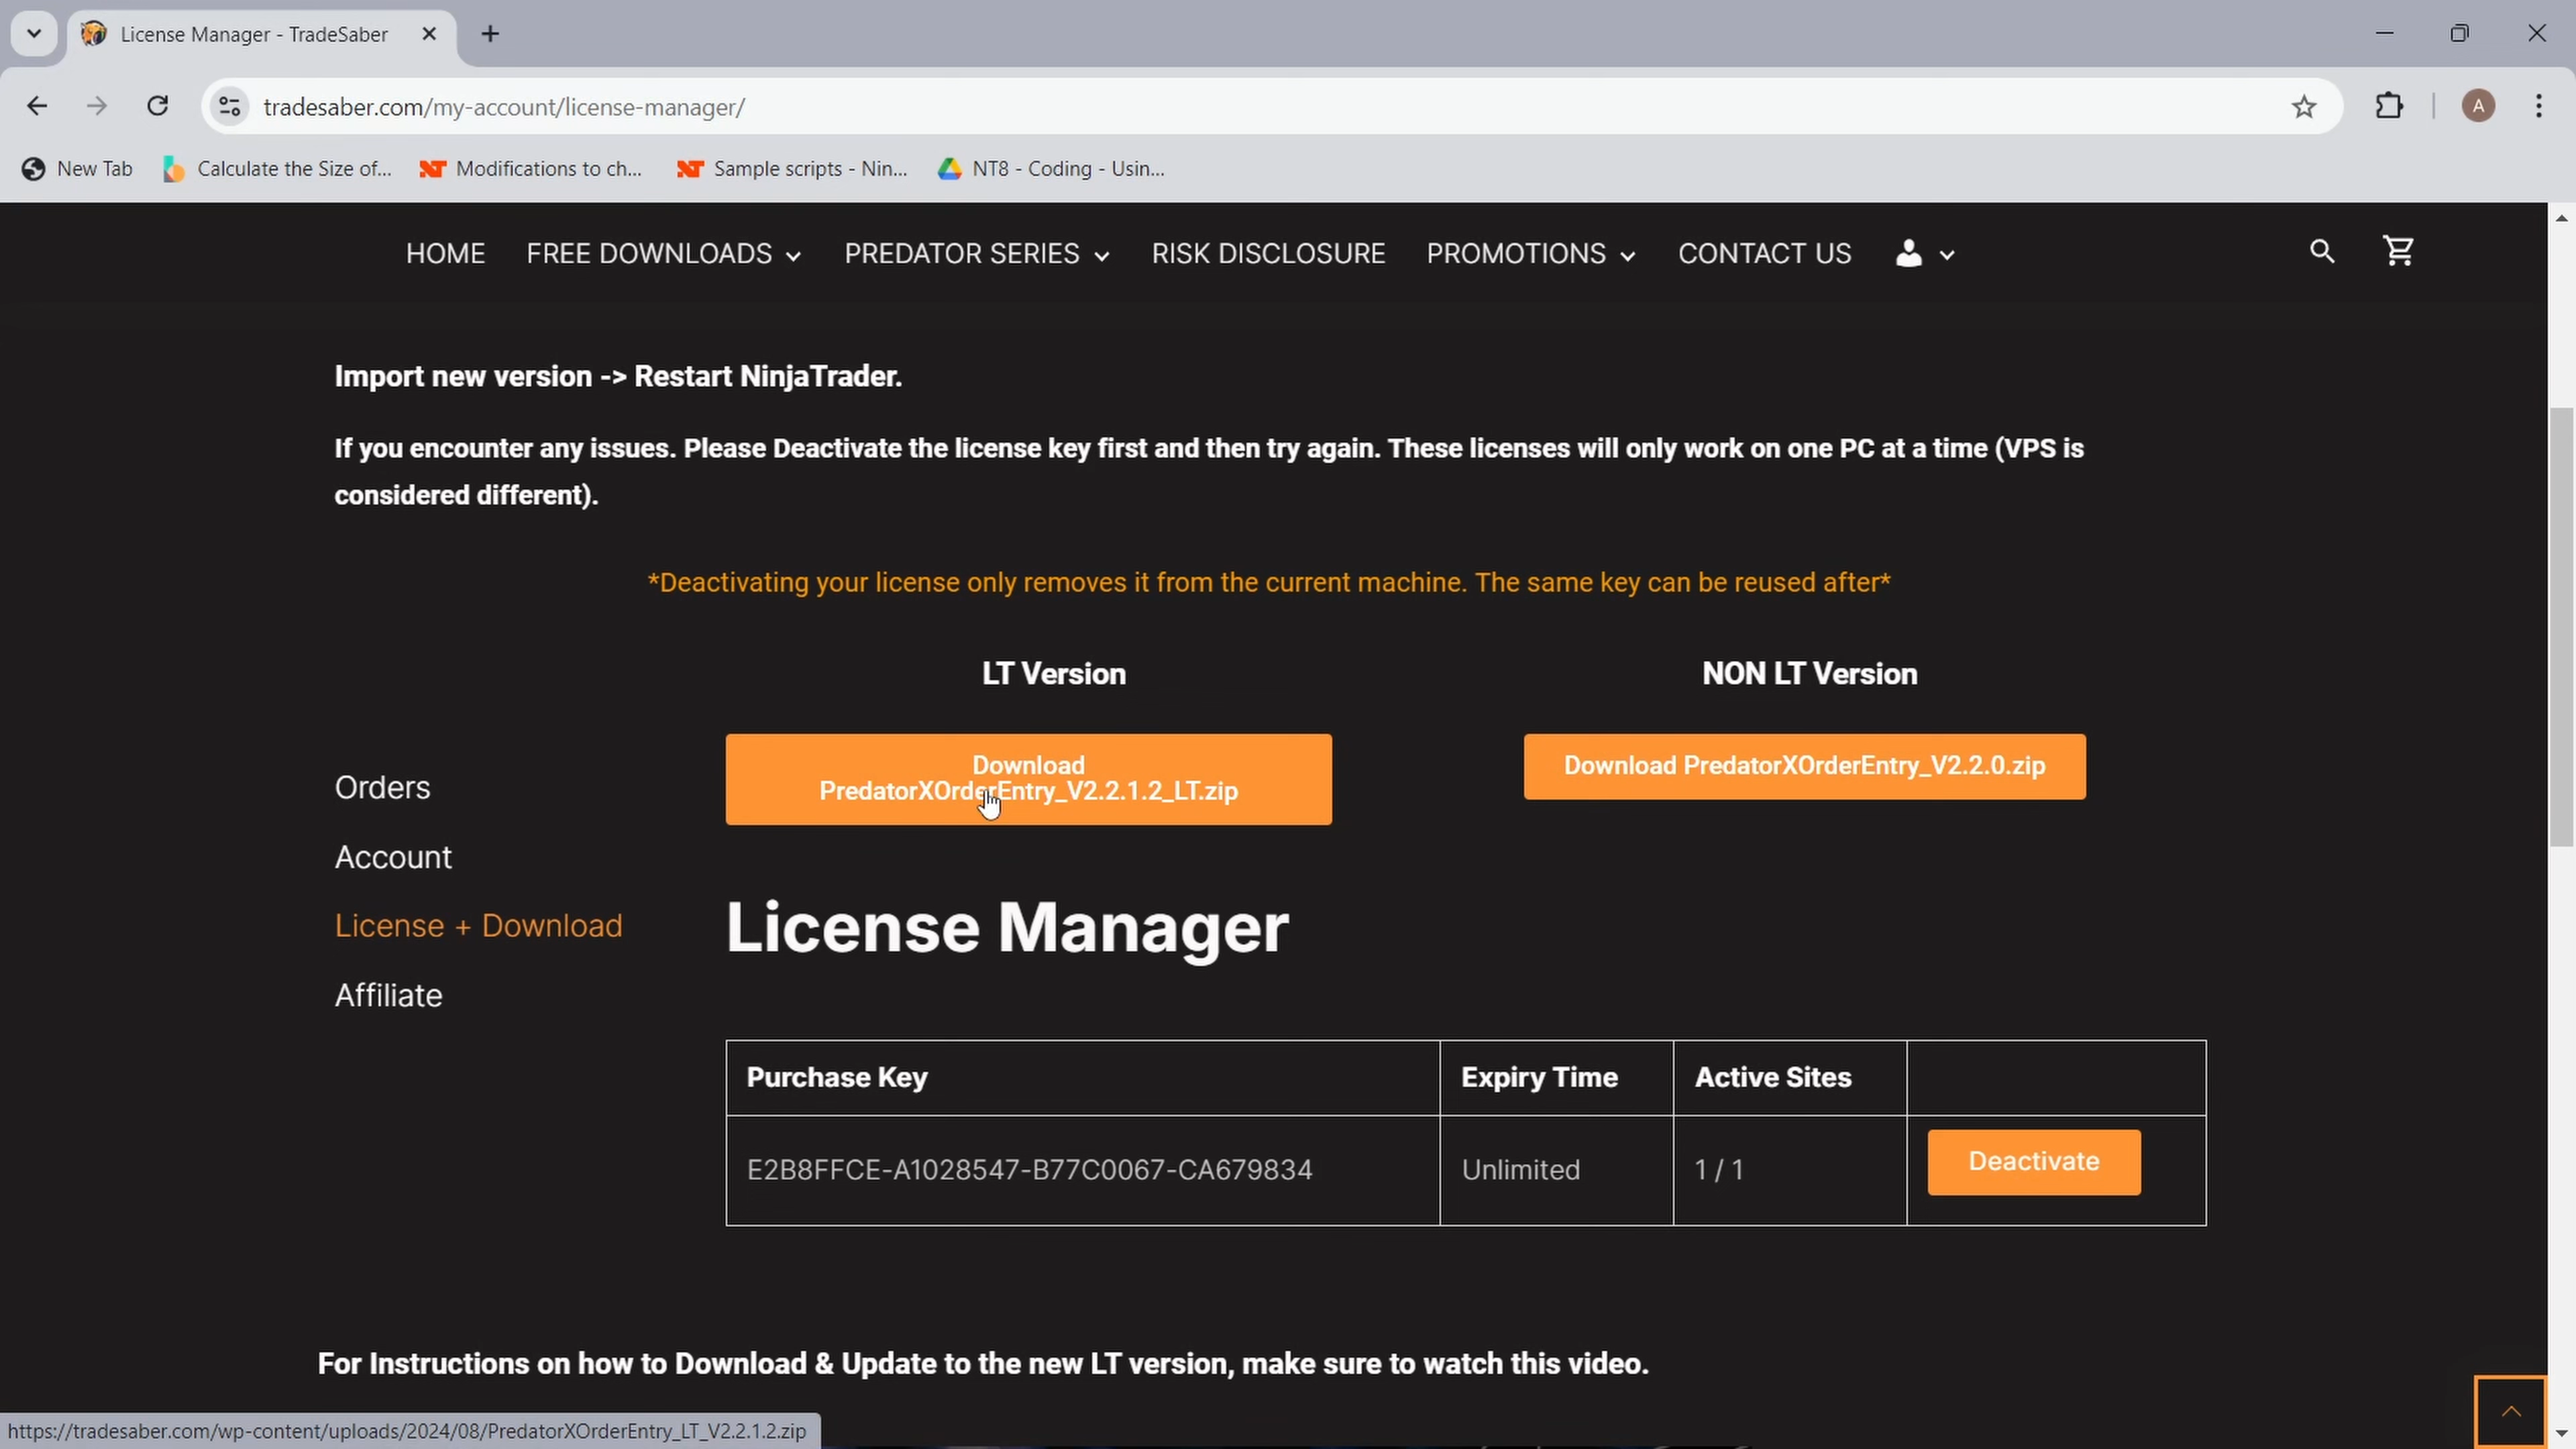 License Manager - TradeSaber
tradesaber.com/my-account/license-manager/
A
New Tab
Calculate the Size of...
Modifications to ch...
Sample scripts - Nin...
NT8 - Coding - Usin...
HOME
FREE DOWNLOADS
PREDATOR SERIES
RISK DISCLOSURE
PROMOTIONS
CONTACT US
Import new version -> Restart NinjaTrader.
If you encounter any issues. Please Deactivate the license key first and then try again. These licenses will only work on one PC at a time (VPS is
considered different).
*Deactivating your license only removes it from the current machine. The same key can be reused after*
LT Version
NON LT Version
Download
PredatorXOrderEntry_V2.2.1.2_LT.zip
Download PredatorXOrderEntry_V2.2.0.zip
Orders
Account
License + Download
Affiliate
License Manager
Purchase Key
Expiry Time
Active Sites
E2B8FFCE-A1028547-B77C0067-CA679834
Unlimited
1 / 1
Deactivate
For Instructions on how to Download & Update to the new LT version, make sure to watch this video.
https://tradesaber.com/wp-content/uploads/2024/08/PredatorXOrderEntry_LT_V2.2.1.2.zip